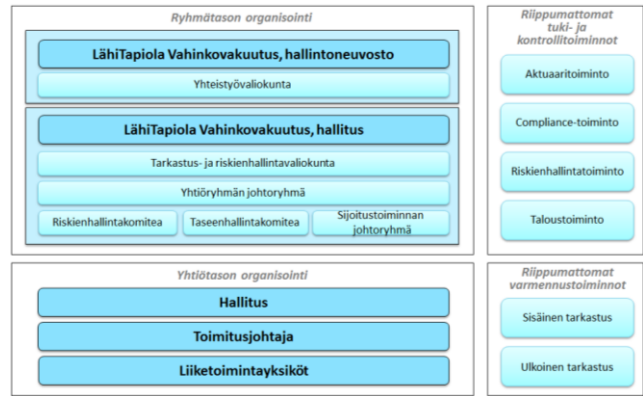 Ryhmätason organisointi
LähiTapiola Vahinkovakuutus, hallintoneuvosto
Yhteistyövaliokunta
LähiTapiola Vahinkovakuutus, hallitus
Tarkastus- ja riskienhallintavaliokunta
Yhtiöryhmän johtoryhmä
Riskienhallintakomitea
Taseenhallintakomitea
Sijoitustoiminnan
johtoryhmä
Riippumattomat
tuki- ja
kontrollitoiminnot
Aktuaaritoiminto
Compliance-toiminto
Riskienhallintatoiminto
Taloustoiminto
Yhtiötason organisointi
Hallitus
Toimitusjohtaja
Liiketoimintayksiköt
Riippumattomat
varmennustoiminnot
Sisäinen tarkastus
Ulkoinen tarkastus